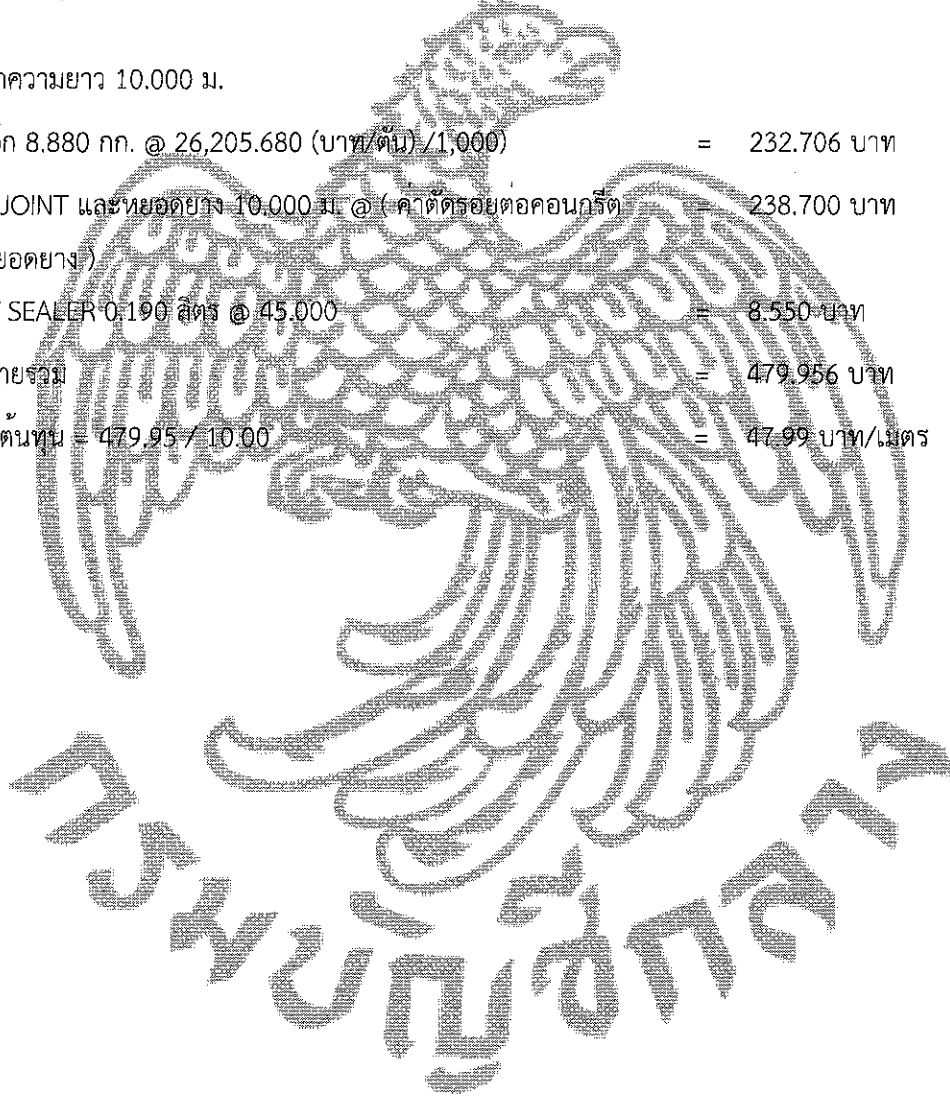 าความยาว 10.000 ม.
ก 8.880 กก. @ 26,205.680 (บาท/ตัน) /1,000) = 232.706 บาท
JOINT และหยอดยาง 10.000 ม. @ ( ค่าตัดรอยต่อคอนกรีต = 238.700 บาท
ยอดยาง )
SEALER 0.190 ลิตร @ 45.000 = 8.550 บาท
ายรวม = 479.956 บาท
ต้นทุน = 479.95 / 10.00 = 47.99 บาท/เมตร
กรมบัญชี